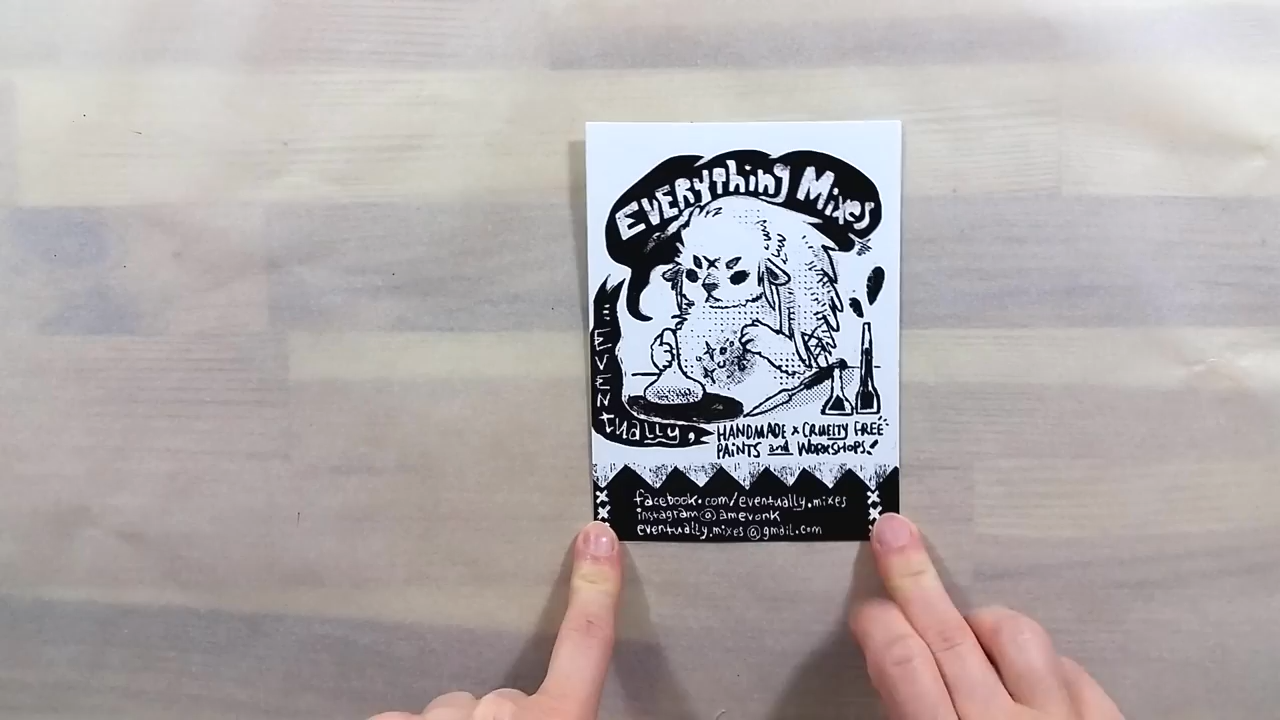 EVERYthing Mixes
... EVENtually,
HANDMADE x CRUELTY FREE
PAiNTS and WORKSHOPS!
facebook.com/eventually.mixes
instagram@amevonk
eventually.mixes@gmail.com